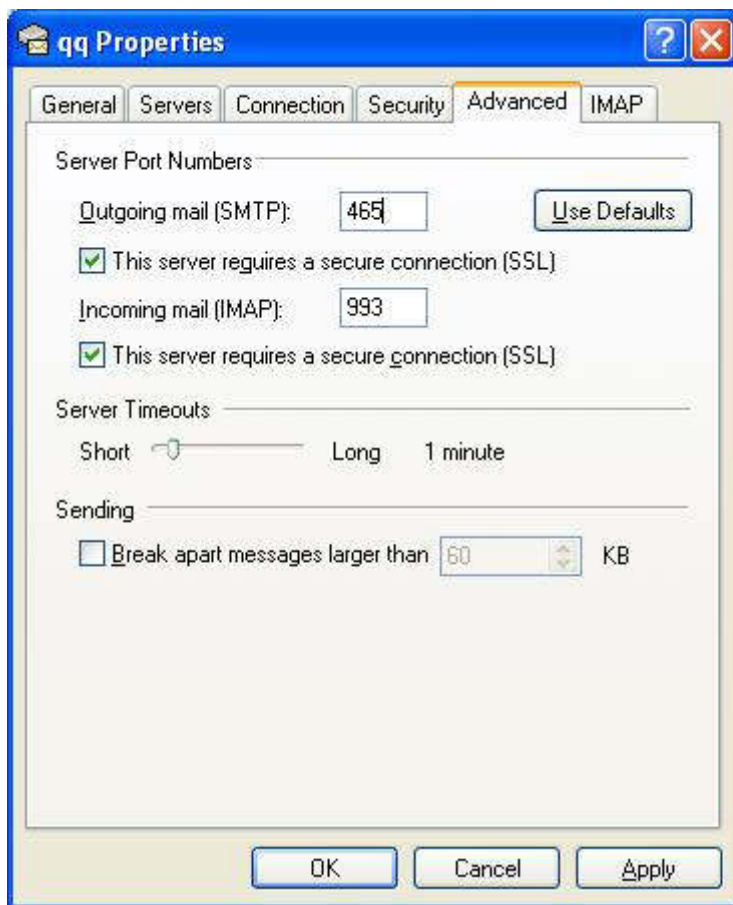 qq Properties
General Servers Connection Security Advanced IMAP
Server Port Numbers
Outgoing mail (SMTP): 465 Use Defaults
This server requires a secure connection (SSL)
Incoming mail (IMAP): 993
This server requires a secure connection (SSL)
Server Timeouts
Short Long 1 minute
Sending
Break apart messages larger than 60 KB
OK Cancel Apply